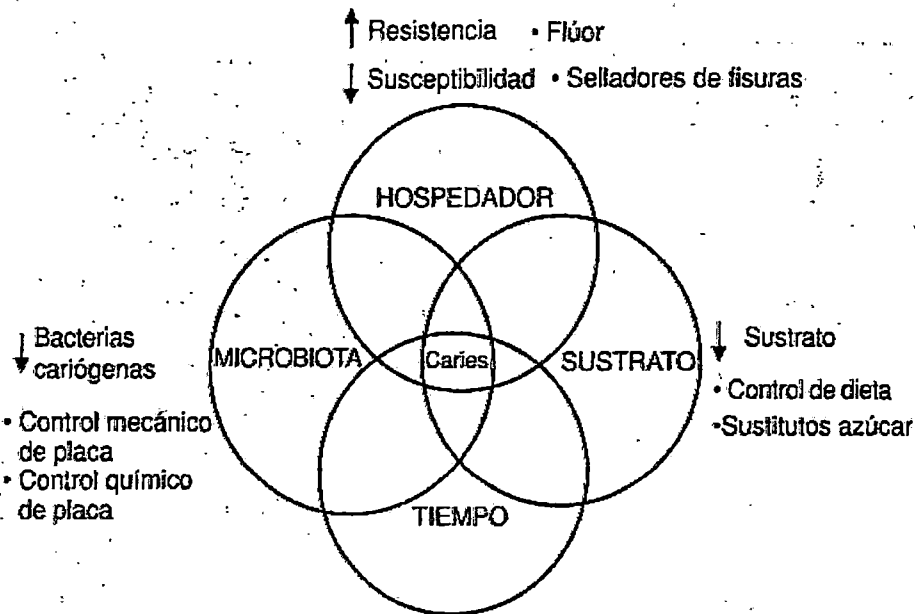 ↑ Resistencia • Flúor
↓ Susceptibilidad • Selladores de fisuras
HOSPEDADOR
↓ Bacterias
cariógenas
MICROBIOTA
Caries
SUSTRATO
↓ Sustrato
• Control de dieta
• Sustitutos azúcar
• Control mecánico
de placa
• Control químico
de placa
TIEMPO